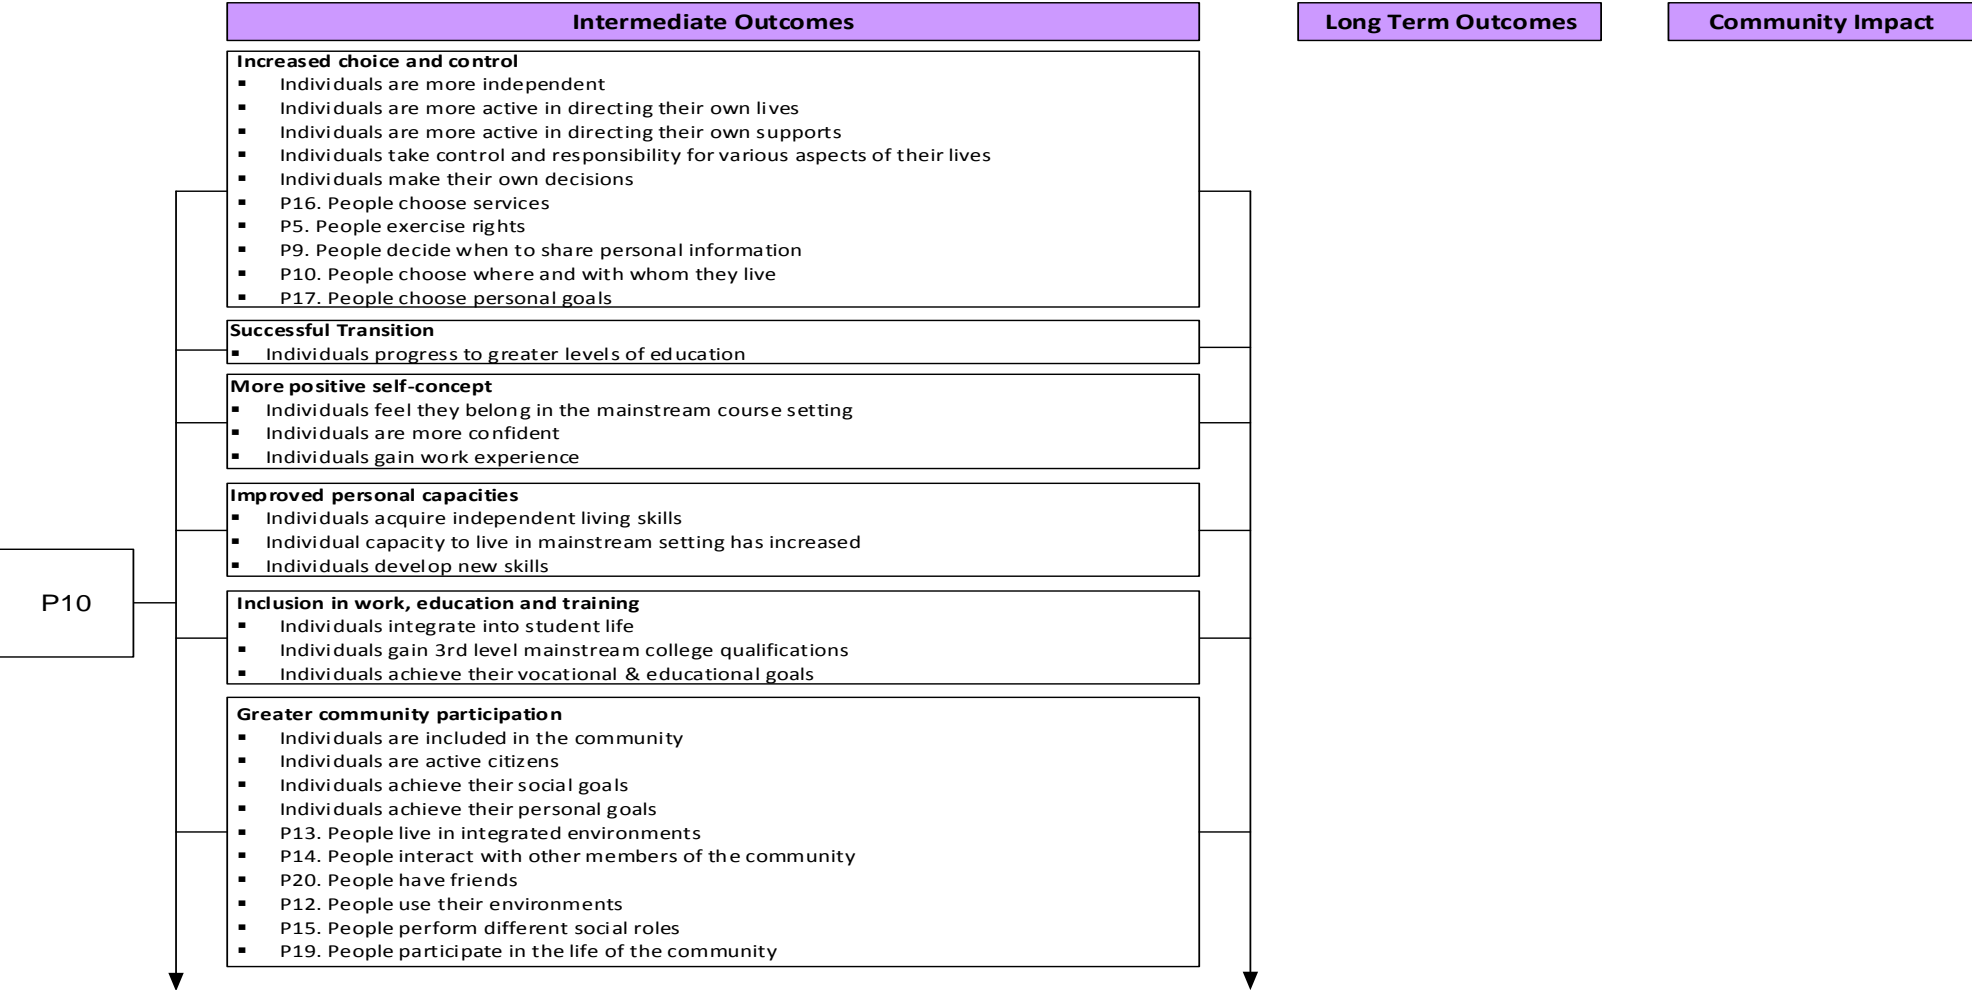 Intermediate Outcomes
Long Term Outcomes
Community Impact
Increased choice and control
▪ Individuals are more independent
▪ Individuals are more active in directing their own lives
▪ Individuals are more active in directing their own supports
▪ Individuals take control and responsibility for various aspects of their lives
▪ Individuals make their own decisions
▪ P16. People choose services
▪ P5. People exercise rights
▪ P9. People decide when to share personal information
▪ P10. People choose where and with whom they live
▪ P17. People choose personal goals
Successful Transition
▪ Individuals progress to greater levels of education
More positive self-concept
▪ Individuals feel they belong in the mainstream course setting
▪ Individuals are more confident
▪ Individuals gain work experience
Improved personal capacities
▪ Individuals acquire independent living skills
▪ Individual capacity to live in mainstream setting has increased
▪ Individuals develop new skills
P10
Inclusion in work, education and training
▪ Individuals integrate into student life
▪ Individuals gain 3rd level mainstream college qualifications
▪ Individuals achieve their vocational & educational goals
Greater community participation
▪ Individuals are included in the community
▪ Individuals are active citizens
▪ Individuals achieve their social goals
▪ Individuals achieve their personal goals
▪ P13. People live in integrated environments
▪ P14. People interact with other members of the community
▪ P20. People have friends
▪ P12. People use their environments
▪ P15. People perform different social roles
▪ P19. People participate in the life of the community